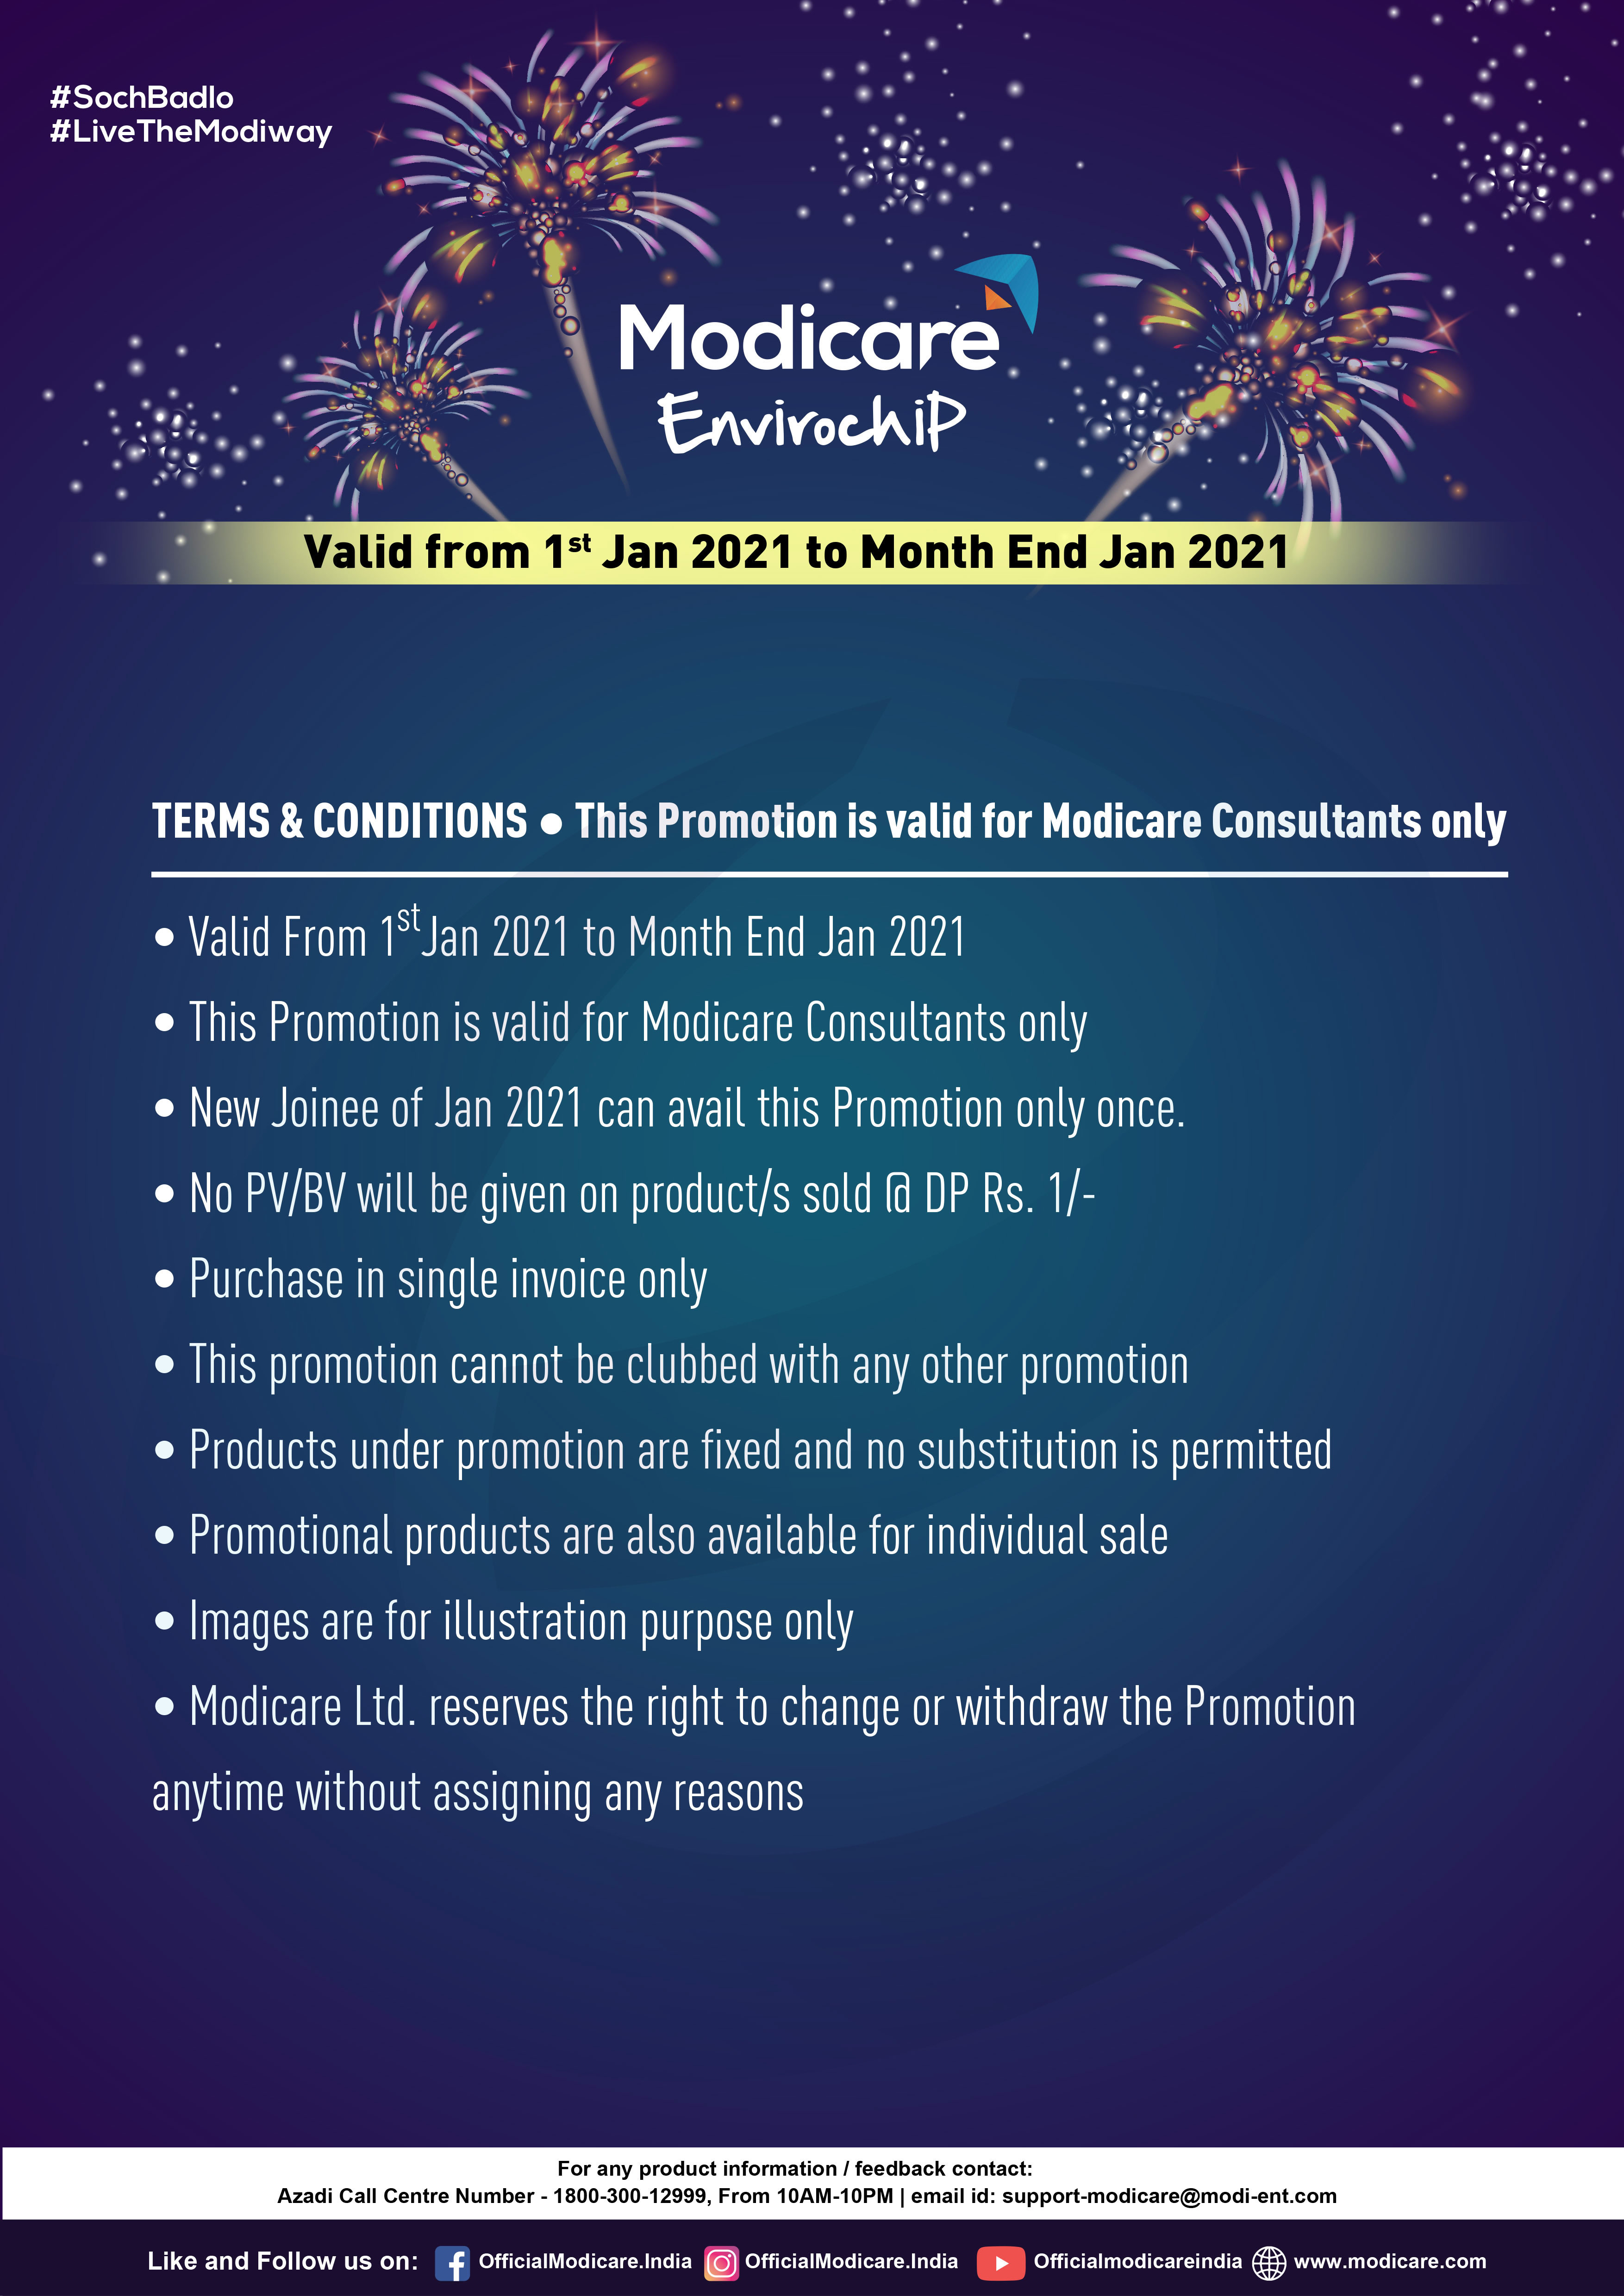 #SochBadlo
#LiveTheModiway
Modicare
Envirochip
Valid from 1st Jan 2021 to Month End Jan 2021
TERMS & CONDITIONS ● This Promotion is valid for Modicare Consultants only
● Valid From 1st Jan 2021 to Month End Jan 2021
● This Promotion is valid for Modicare Consultants only
● New Joinee of Jan 2021 can avail this Promotion only once.
● No PV/BV will be given on product/s sold @ DP Rs. 1/-
● Purchase in single invoice only
● This promotion cannot be clubbed with any other promotion
● Products under promotion are fixed and no substitution is permitted
● Promotional products are also available for individual sale
● Images are for illustration purpose only
● Modicare Ltd. reserves the right to change or withdraw the Promotion
anytime without assigning any reasons
For any product information / feedback contact:
Azadi Call Centre Number - 1800-300-12999, From 10AM-10PM | email id: support-modicare@modi-ent.com
Like and Follow us on: OfficialModicare.India OfficialModicare.India Officialmodicareindia www.modicare.com